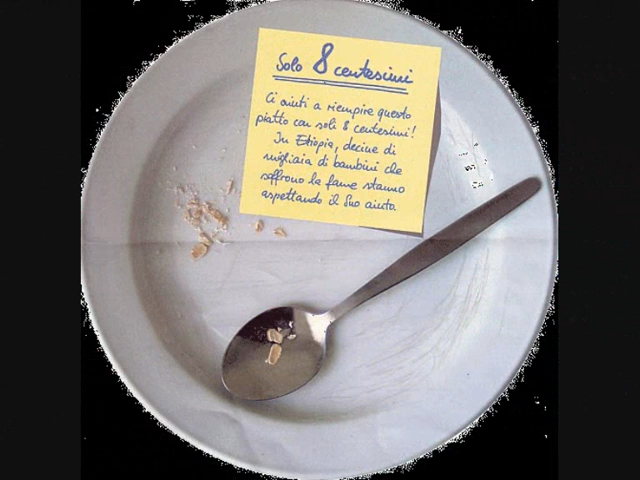 Solo 8 centesimi
Ci aiuti a riempire questo
piatto con soli 8 centesimi!
In Etiopia, decine di
migliaia di bambini che
soffrono la fame stanno
aspettando il Suo aiuto.